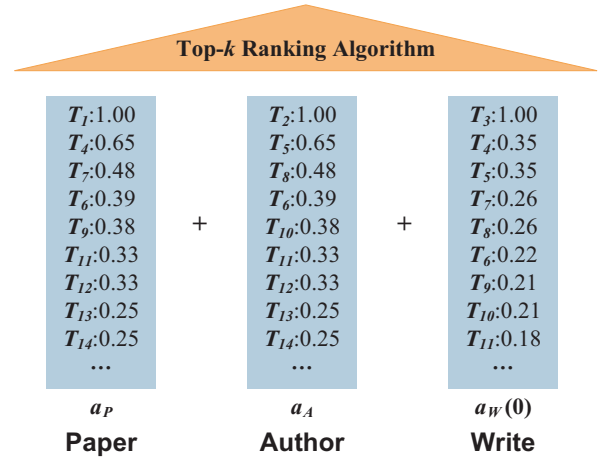 Top-k Ranking Algorithm
T1:1.00
T4:0.65
T7:0.48
T6:0.39
T9:0.38
T11:0.33
T12:0.33
T13:0.25
T14:0.25
...
aP
Paper
+
T2:1.00
T5:0.65
T8:0.48
T6:0.39
T10:0.38
T11:0.33
T12:0.33
T13:0.25
T14:0.25
...
aA
Author
+
T3:1.00
T4:0.35
T5:0.35
T7:0.26
T8:0.26
T6:0.22
T9:0.21
T10:0.21
T11:0.18
...
aW(0)
Write